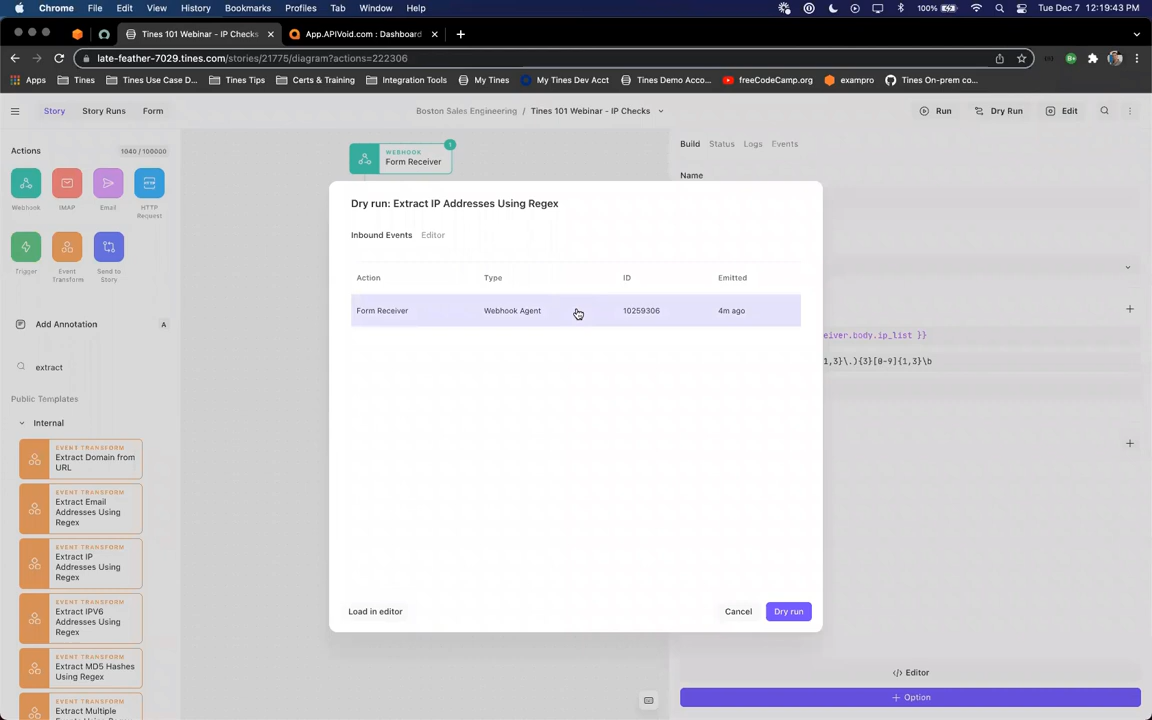 Chrome File Edit View History Bookmarks Profiles Tab Window Help 100% Tue Dec 7 12:19:43 PM
Tines 101 Webinar - IP Checks App.APIVoid.com : Dashboard
late-feather-7029.tines.com/stories/21775/diagram?actions=222306
Apps Tines Tines Use Case D... Tines Tips Certs & Training Integration Tools My Tines My Tines Dev Acct Tines Demo Acco... freeCodeCamp.org exampro Tines On-prem co...
Story Story Runs Form Boston Sales Engineering / Tines 101 Webinar - IP Checks Run Dry Run Edit
Actions 1040 / 100000
Webhook IMAP Email HTTP Request
Trigger Event Transform Send to Story
Add Annotation A
extract
Public Templates
Internal
EVENT TRANSFORM
Extract Domain from
URL
EVENT TRANSFORM
Extract Email
Addresses Using
Regex
EVENT TRANSFORM
Extract IP
Addresses Using
Regex
EVENT TRANSFORM
Extract IPV6
Addresses Using
Regex
EVENT TRANSFORM
Extract MD5 Hashes
Using Regex
EVENT TRANSFORM
Extract Multiple
WEBHOOK
Form Receiver
1
Dry run: Extract IP Addresses Using Regex
Inbound Events Editor
Action Type ID Emitted
Form Receiver Webhook Agent 10259306 4m ago
Load in editor Cancel Dry run
Build Status Logs Events
Name
eiver.body.ip_list }}
1,3}\.){3}[0-9]{1,3}\b
</> Editor
+ Option